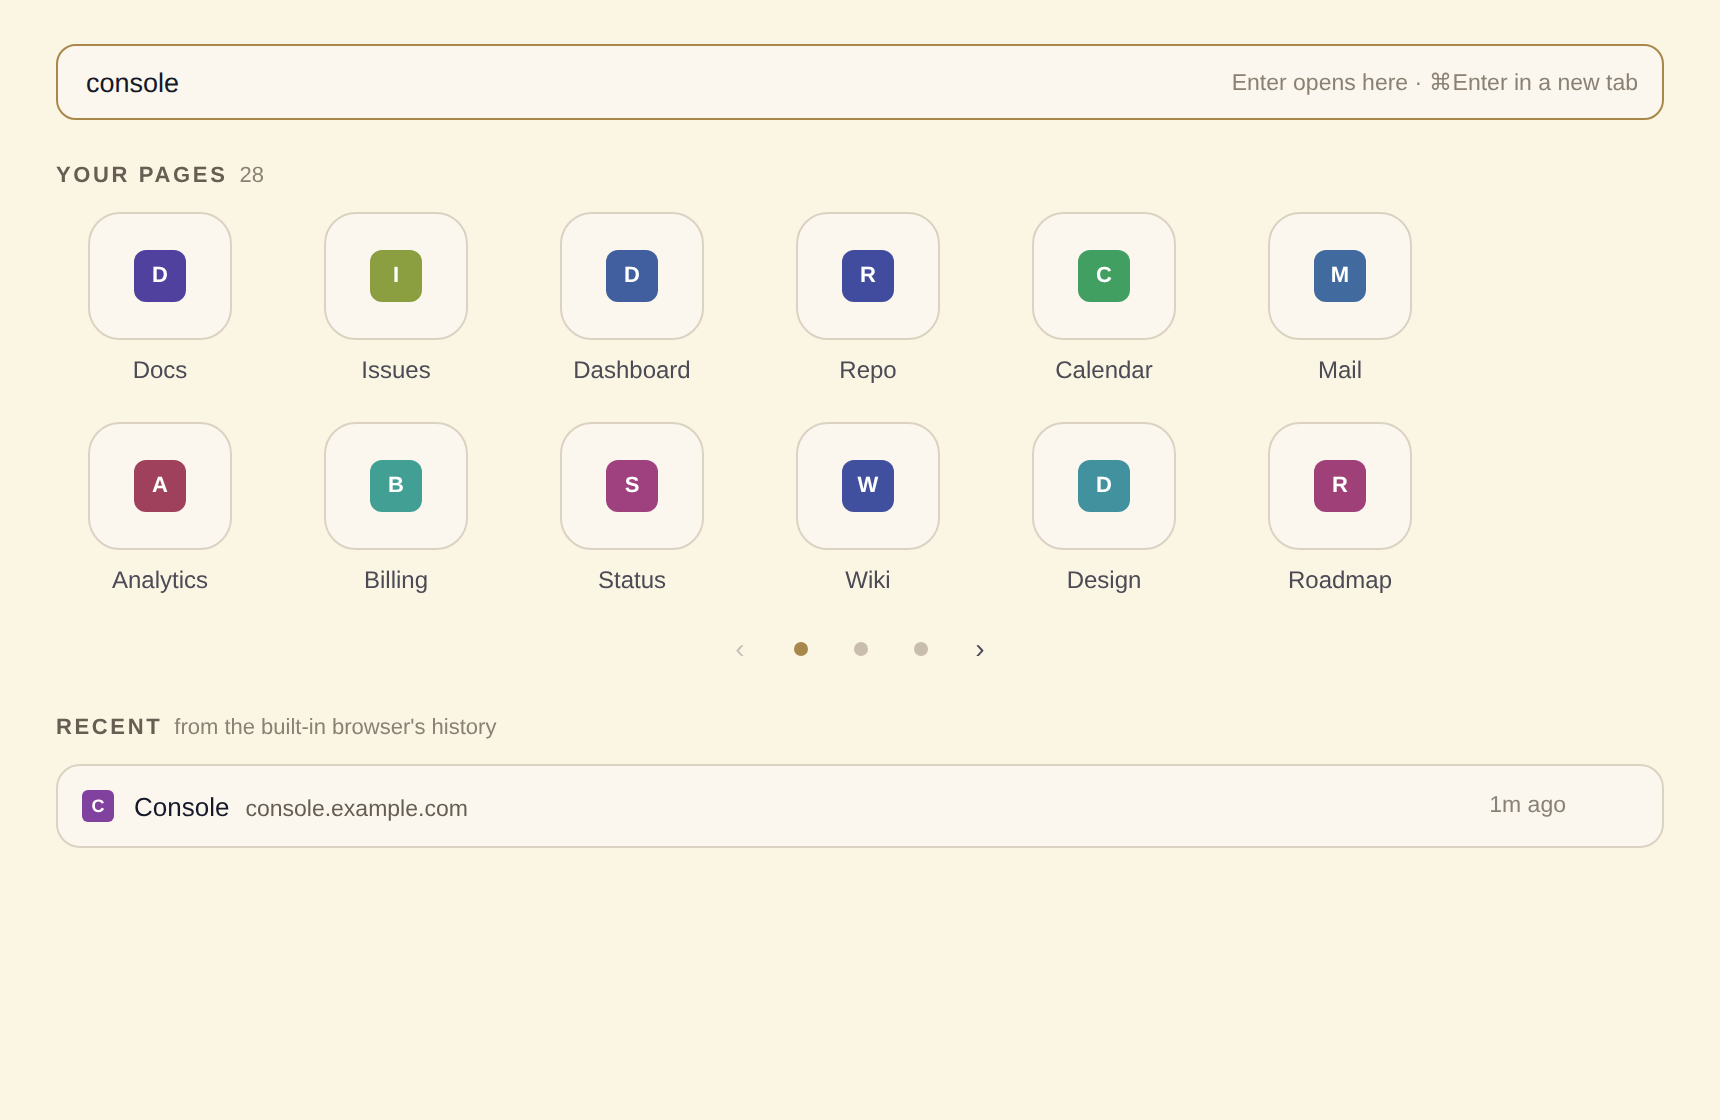 console Enter opens here · ⌘Enter in a new tab
YOUR PAGES 28
D I D R C M
Docs Issues Dashboard Repo Calendar Mail
A B S W D R
Analytics Billing Status Wiki Design Roadmap
‹ ›
RECENT from the built-in browser's history
C Console console.example.com 1m ago